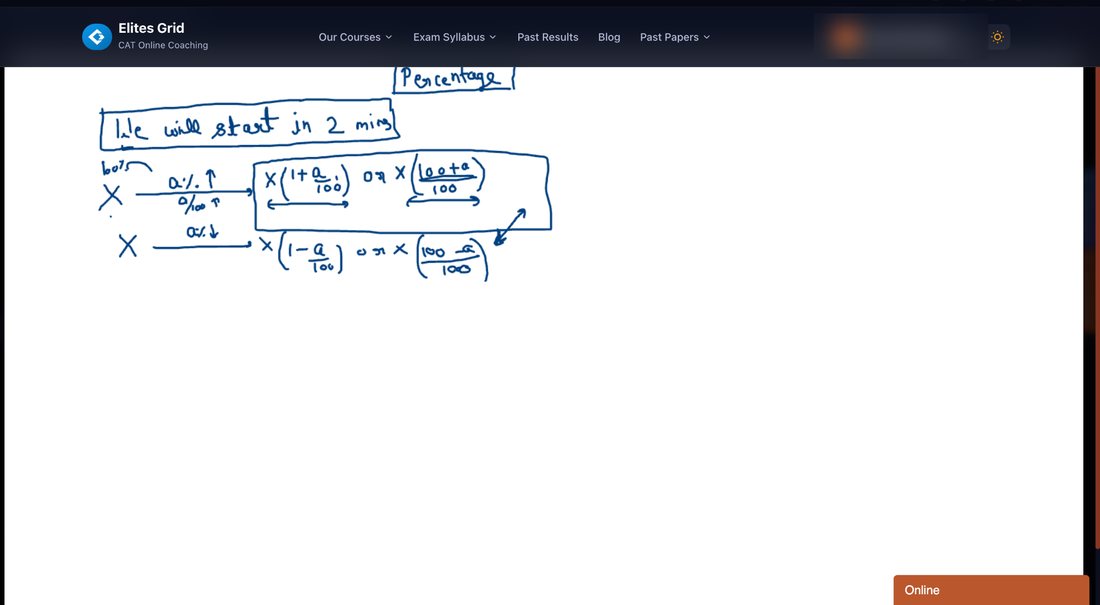 Elites Grid
CAT Online Coaching
Our Courses Exam Syllabus Past Results Blog Past Papers
Percentage
We will start in 2 mins
X a% ↑ X(1+a/100) or X(100+a/100)
a/100 ↑
X a%↓ X(1-a/100) or X(100-a/100)
Online